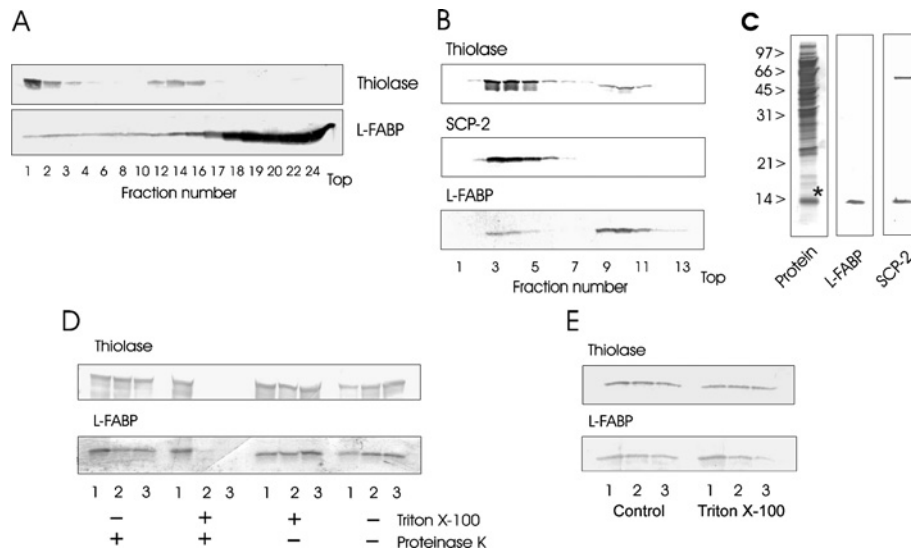 A
Thiolase
L-FABP
1 2 3 4 6 8 10 12 14 16 17 18 19 20 22 24 Top
Fraction number
B
Thiolase
SCP-2
L-FABP
1 3 5 7 9 11 13 Top
Fraction number
C
97>
66>
45>
31>
21>
14>
*
Protein
L-FABP
SCP-2
D
Thiolase
L-FABP
1 2 3 1 2 3 1 2 3 1 2 3
− + + − Triton X-100
+ + − − Proteinase K
E
Thiolase
L-FABP
1 2 3 1 2 3
Control Triton X-100